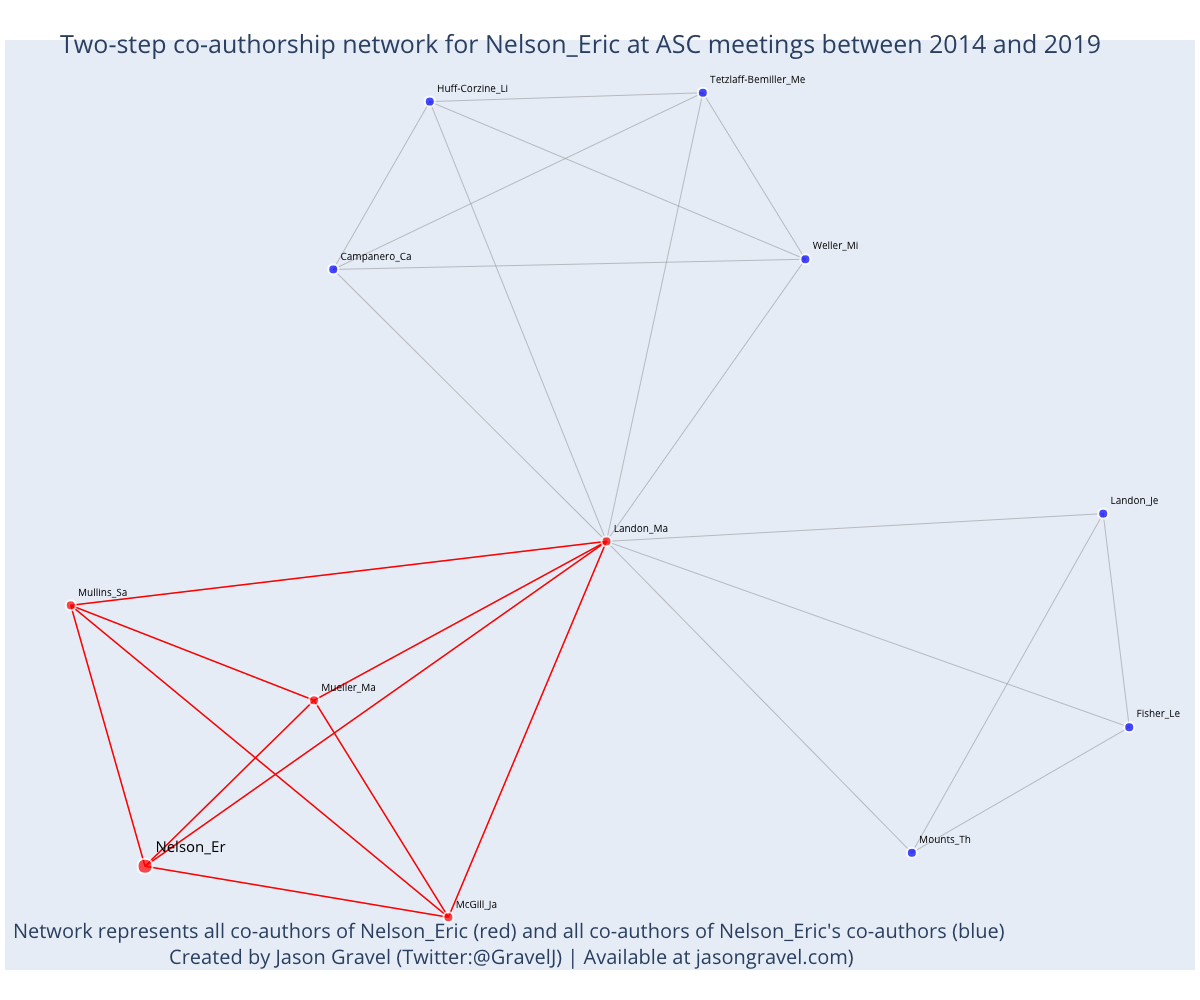 Two-step co-authorship network for Nelson_Eric at ASC meetings between 2014 and 2019
Tetzlaff-Bemiller_Me
Huff-Corzine_Li
Weller_Mi
Campanero_Ca
Landon_Je
Landon_Ma
Mullins_Sa
Mueller_Ma
Fisher_Le
Mounts_Th
Nelson_Er
McGill_Ja
Network represents all co-authors of Nelson_Eric (red) and all co-authors of Nelson_Eric's co-authors (blue)
Created by Jason Gravel (Twitter:@GravelJ) | Available at jasongravel.com)